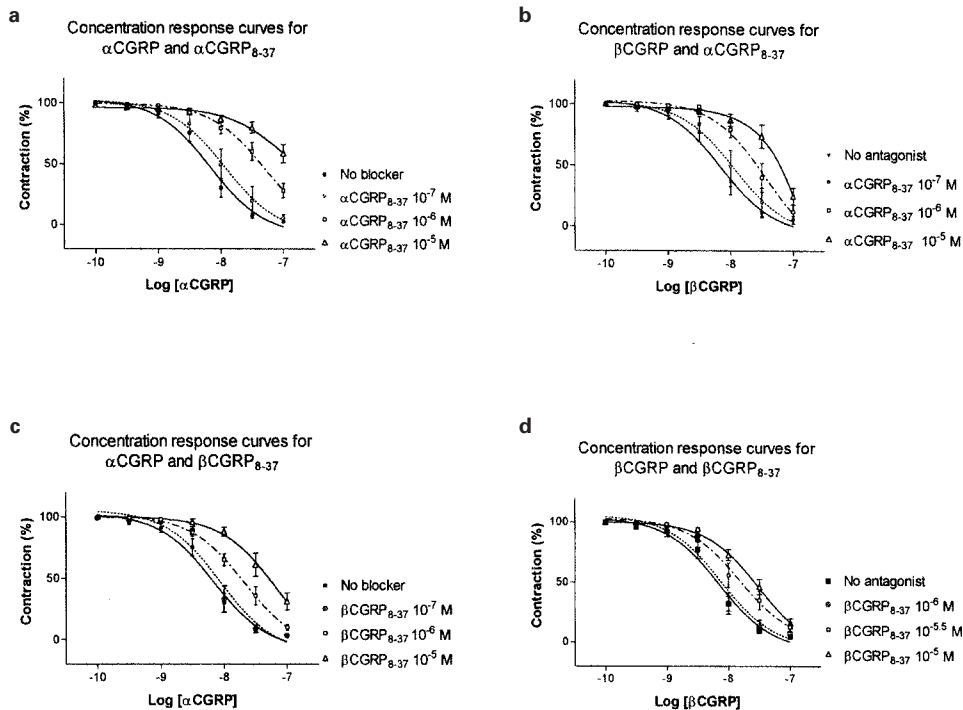 a
Concentration response curves for
αCGRP and αCGRP8-37
Contraction (%)
100
50
0
-10
-9
-8
-7
Log [αCGRP]
No blocker
αCGRP8-37 10-7 M
αCGRP8-37 10-6 M
αCGRP8-37 10-5 M
b
Concentration response curves for
βCGRP and αCGRP8-37
Contraction (%)
100
50
0
-10
-9
-8
-7
Log [βCGRP]
No antagonist
αCGRP8-37 10-7 M
αCGRP8-37 10-6 M
αCGRP8-37 10-5 M
c
Concentration response curves for
αCGRP and βCGRP8-37
Contraction (%)
100
50
0
-10
-9
-8
-7
Log [αCGRP]
No blocker
βCGRP8-37 10-7 M
βCGRP8-37 10-6 M
βCGRP8-37 10-5 M
d
Concentration response curves for
βCGRP and βCGRP8-37
Contraction (%)
100
50
0
-10
-9
-8
-7
Log [βCGRP]
No antagonist
βCGRP8-37 10-6 M
βCGRP8-37 10-5.5 M
βCGRP8-37 10-5 M